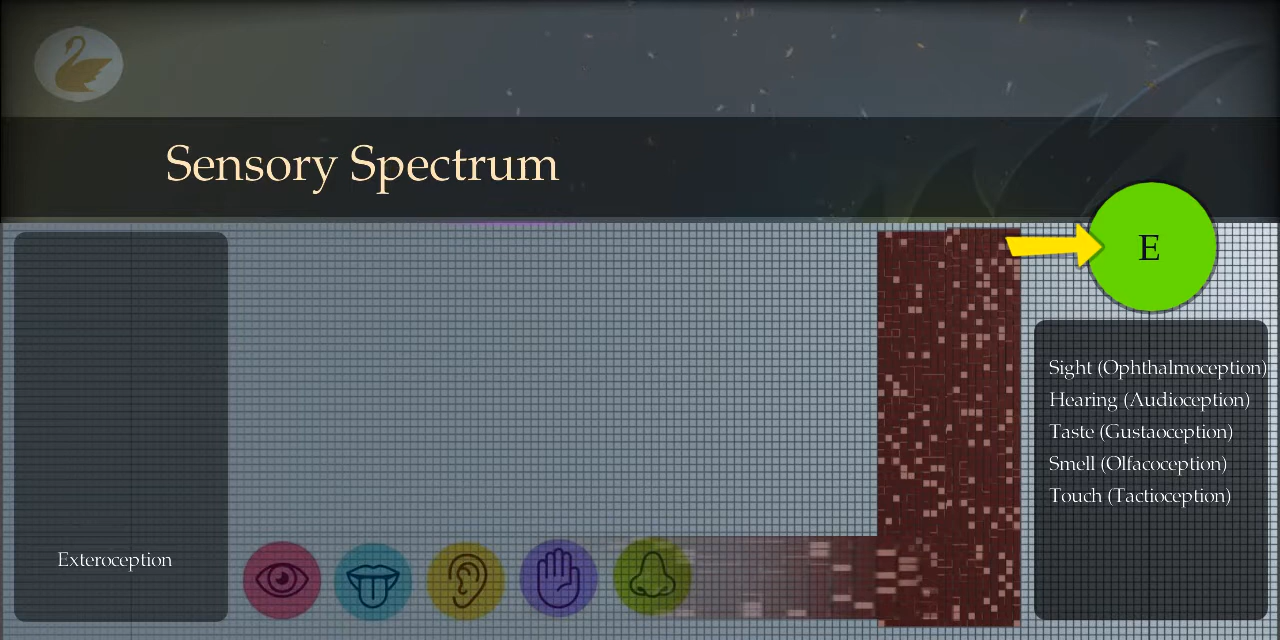 Sensory Spectrum
E
Sight (Ophthalmoception)
Hearing (Audioception)
Taste (Gustaoception)
Smell (Olfacoception)
Touch (Tactioception)
Exteroception